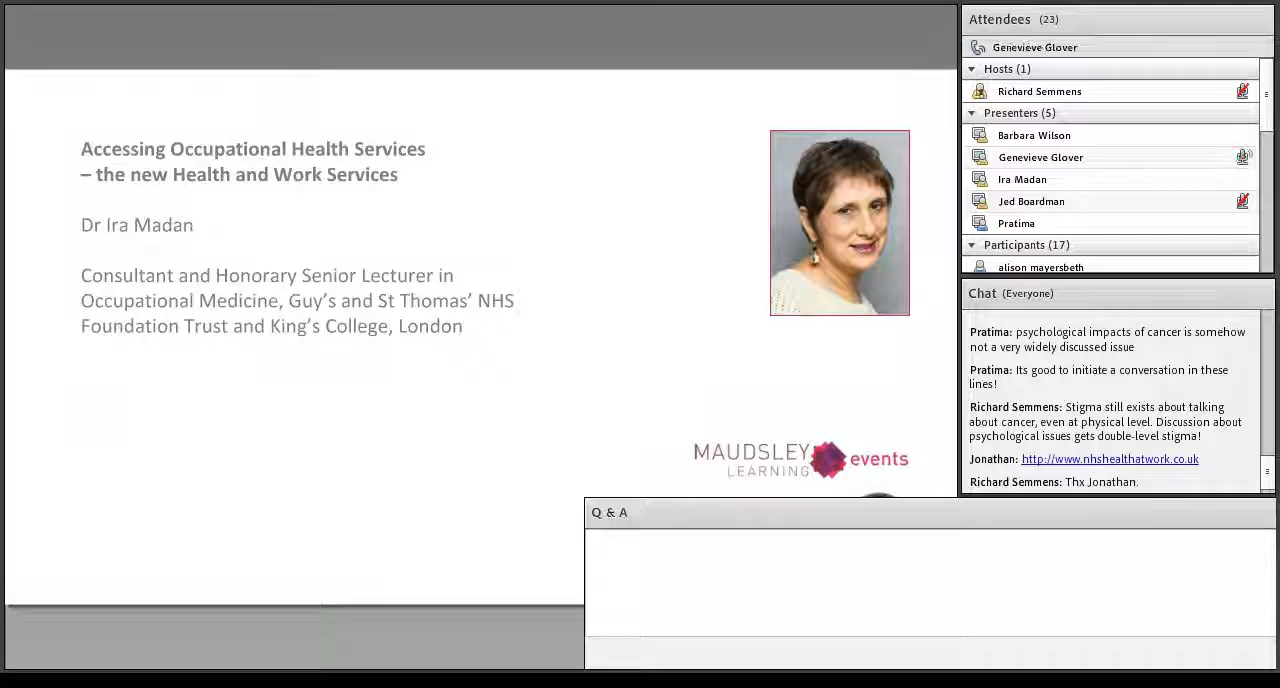 Accessing Occupational Health Services
– the new Health and Work Services
Dr Ira Madan
Consultant and Honorary Senior Lecturer in
Occupational Medicine, Guy's and St Thomas' NHS
Foundation Trust and King's College, London
MAUDSLEY
LEARNING
events
Attendees (23)
Genevieve Glover
Hosts (1)
Richard Semmens
Presenters (5)
Barbara Wilson
Genevieve Glover
Ira Madan
Jed Boardman
Pratima
Participants (17)
alison mayersbeth
Chat (Everyone)
Pratima: psychological impacts of cancer is somehow
not a very widely discussed issue
Pratima: Its good to initiate a conversation in these
lines!
Richard Semmens: Stigma still exists about talking
about cancer, even at physical level. Discussion about
psychological issues gets double-level stigma!
Jonathan: http://www.nhshealthatwork.co.uk
Richard Semmens: Thx Jonathan.
Q & A